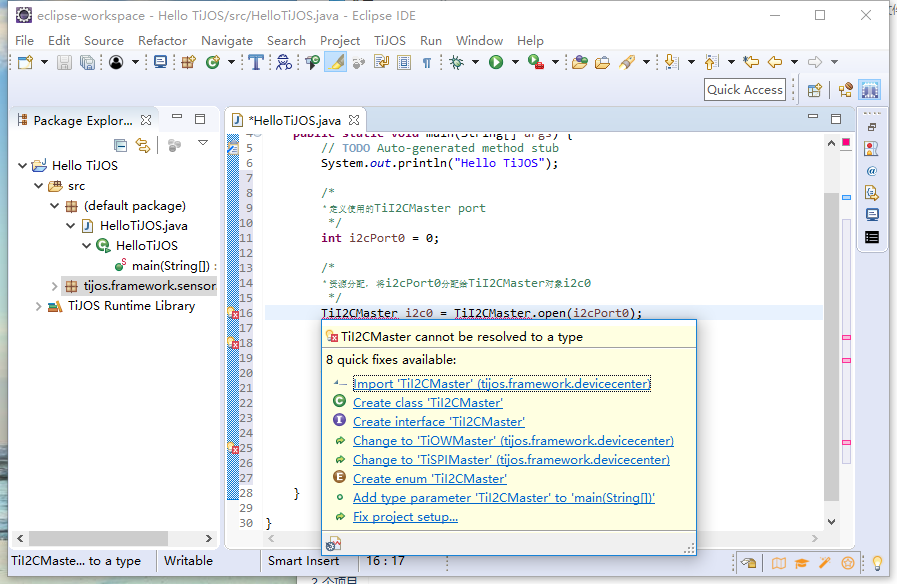 eclipse-workspace - Hello TiJOS/src/HelloTiJOS.java - Eclipse IDE
File Edit Source Refactor Navigate Search Project TiJOS Run Window Help
Quick Access
Package Explor...
*HelloTiJOS.java
Hello TiJOS
src
(default package)
HelloTiJOS.java
HelloTiJOS
main(String[]) :
tijos.framework.sensor
TiJOS Runtime Library
4 public static void main(String[] args) {
5 // TODO Auto-generated method stub
6 System.out.println("Hello TiJOS");
7
8 /*
9 * 定义使用的TiI2CMaster port
10 */
11 int i2cPort0 = 0;
12
13 /*
14 * 资源分配，将i2cPort0分配给TiI2CMaster对象i2c0
15 */
16 TiI2CMaster i2c0 = TiI2CMaster.open(i2cPort0);
17
18
19
20
21
22
23
24
25
26
27
28 }
29
30 }
TiI2CMaster cannot be resolved to a type
8 quick fixes available:
Import 'TiI2CMaster' (tijos.framework.devicecenter)
Create class 'TiI2CMaster'
Create interface 'TiI2CMaster'
Change to 'TiOWMaster' (tijos.framework.devicecenter)
Change to 'TiSPIMaster' (tijos.framework.devicecenter)
Create enum 'TiI2CMaster'
Add type parameter 'TiI2CMaster' to 'main(String[])'
Fix project setup...
TiI2CMaste... to a type
Writable
Smart Insert
16 : 17
2 个项目